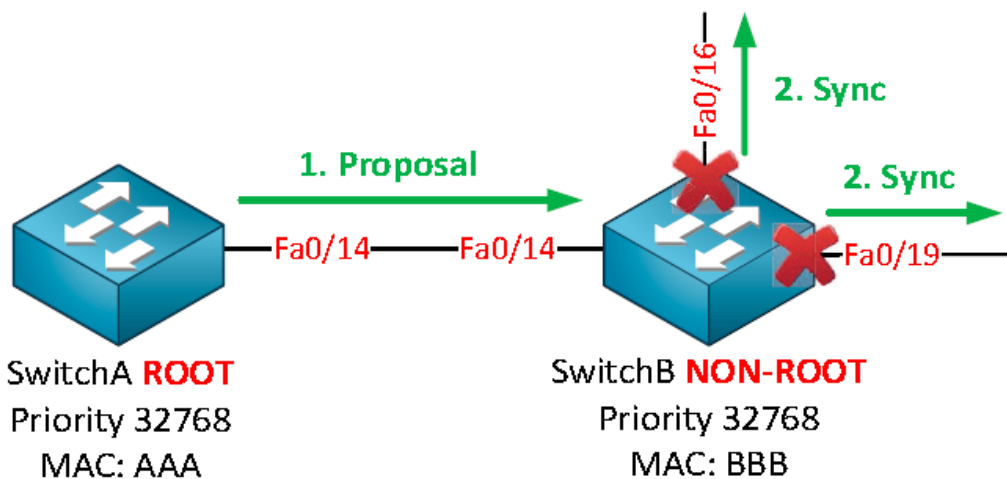 Fa0/16
2. Sync
1. Proposal
2. Sync
Fa0/14
Fa0/14
Fa0/19
SwitchA ROOT
Priority 32768
MAC: AAA
SwitchB NON-ROOT
Priority 32768
MAC: BBB